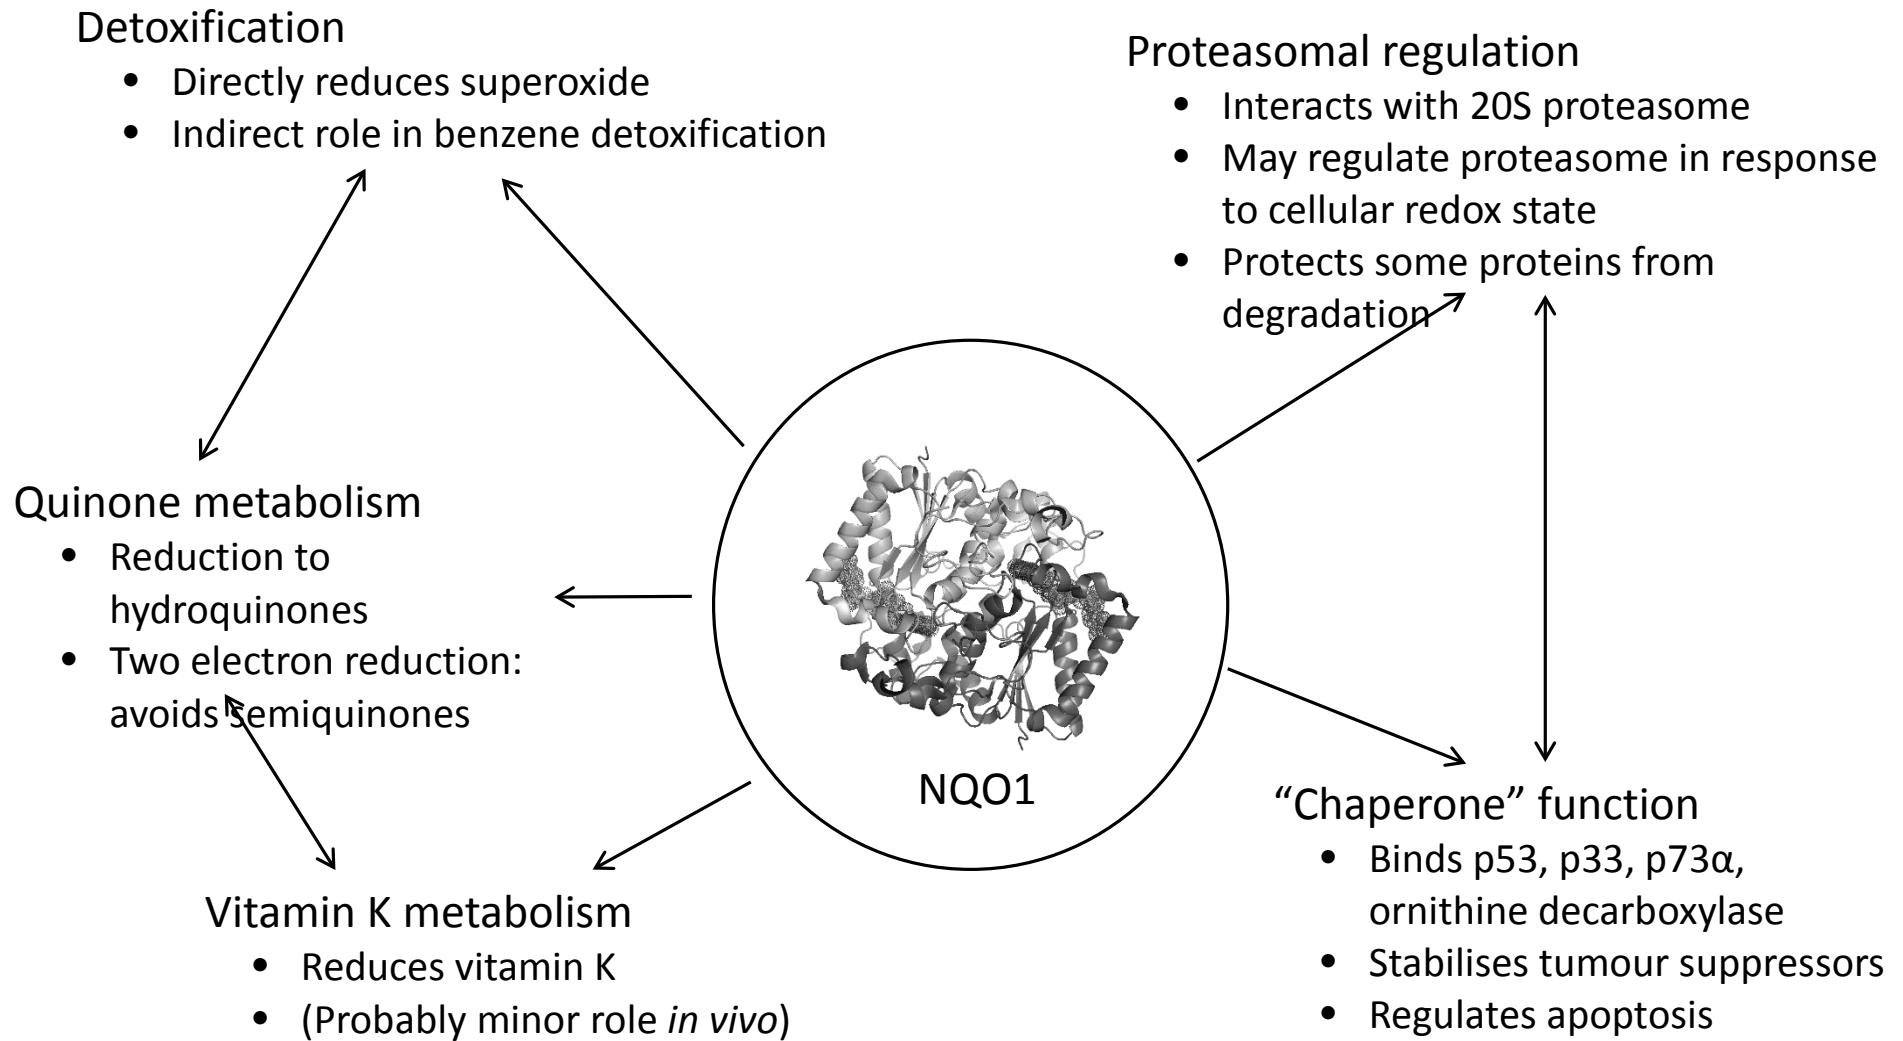 Detoxification
• Directly reduces superoxide
• Indirect role in benzene detoxification
Proteasomal regulation
• Interacts with 20S proteasome
• May regulate proteasome in response
to cellular redox state
• Protects some proteins from
degradation
Quinone metabolism
• Reduction to
hydroquinones
• Two electron reduction:
avoids semiquinones
NQO1
Vitamin K metabolism
• Reduces vitamin K
• (Probably minor role in vivo)
“Chaperone” function
• Binds p53, p33, p73α,
ornithine decarboxylase
• Stabilises tumour suppressors
• Regulates apoptosis